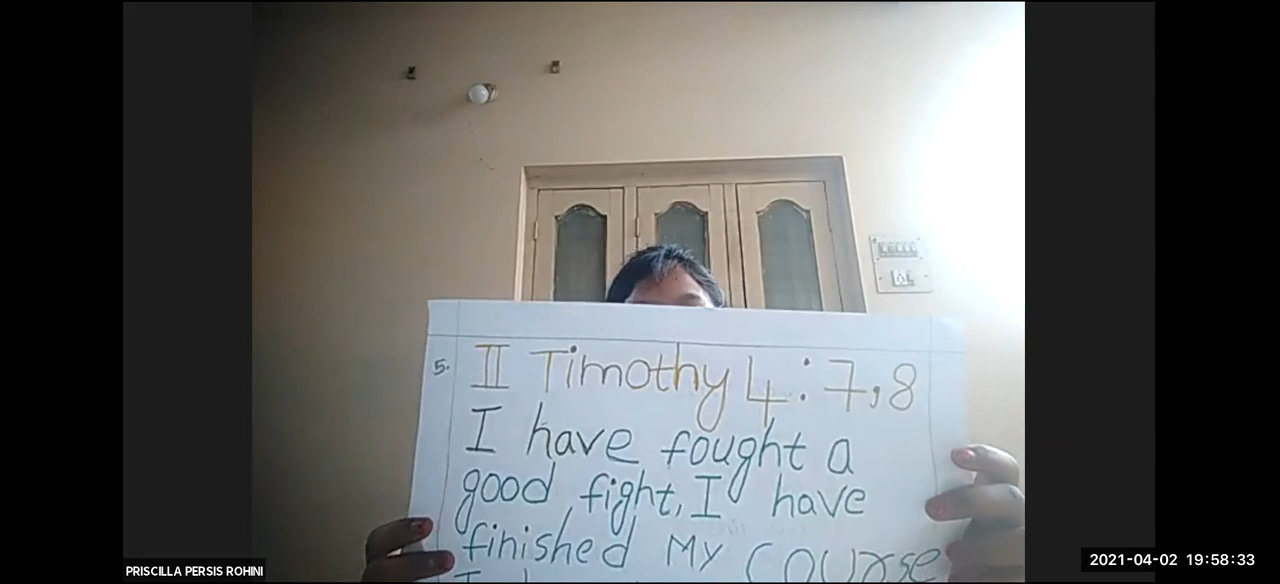 5. II Timothy 4:7,8
I have fought a
good fight, I have
finished My course
PRISCILLA PERSIS ROHINI
2021-04-02 19:58:33